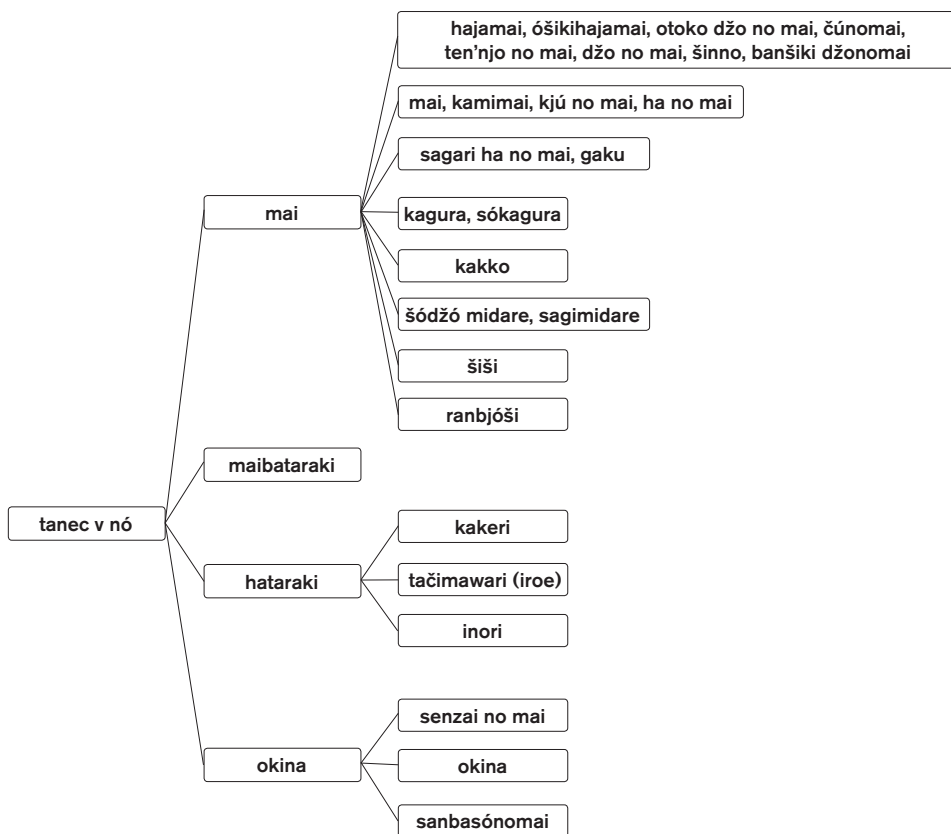 hajamai, óšikihajamai, otoko džo no mai, čúnomai,
ten’njo no mai, džo no mai, šinno, banšiki džonomai
mai, kamimai, kjú no mai, ha no mai
sagari ha no mai, gaku
mai
kagura, sókagura
kakko
šódžó midare, sagimidare
šiši
ranbjóši
maibataraki
tanec v nó
kakeri
hataraki
tačimawari (iroe)
inori
senzai no mai
okina
okina
sanbasónomai